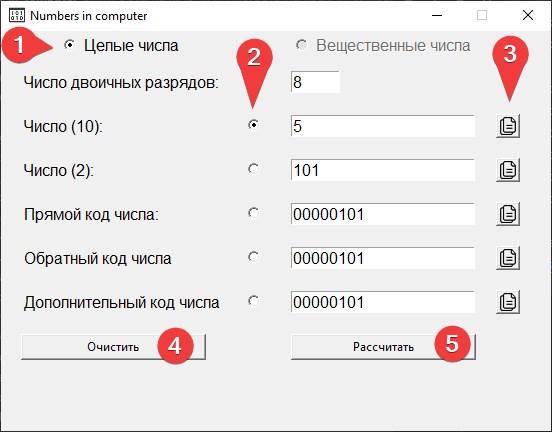 Numbers in computer
1 Целые числа Вещественные числа 3
2
Число двоичных разрядов: 8
Число (10): 5
Число (2): 101
Прямой код числа: 00000101
Обратный код числа 00000101
Дополнительный код числа 00000101
Очистить 4 Рассчитать 5